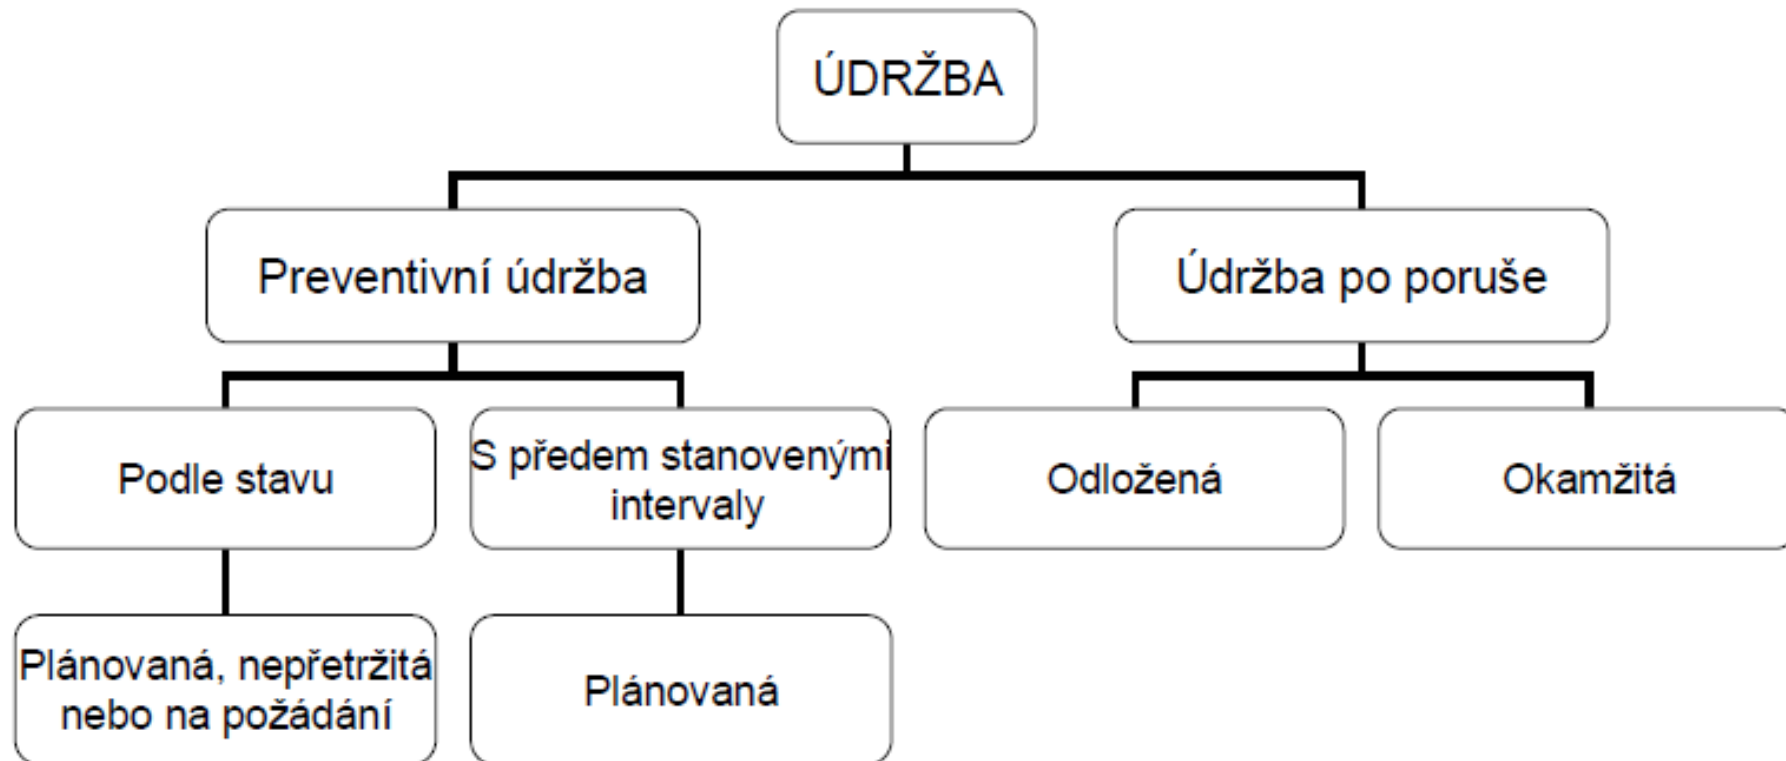 ÚDRŽBA
Preventivní údržba
Údržba po poruše
Podle stavu
S předem stanovenými
intervaly
Odložená
Okamžitá
Plánovaná, nepřetržitá
nebo na požádání
Plánovaná